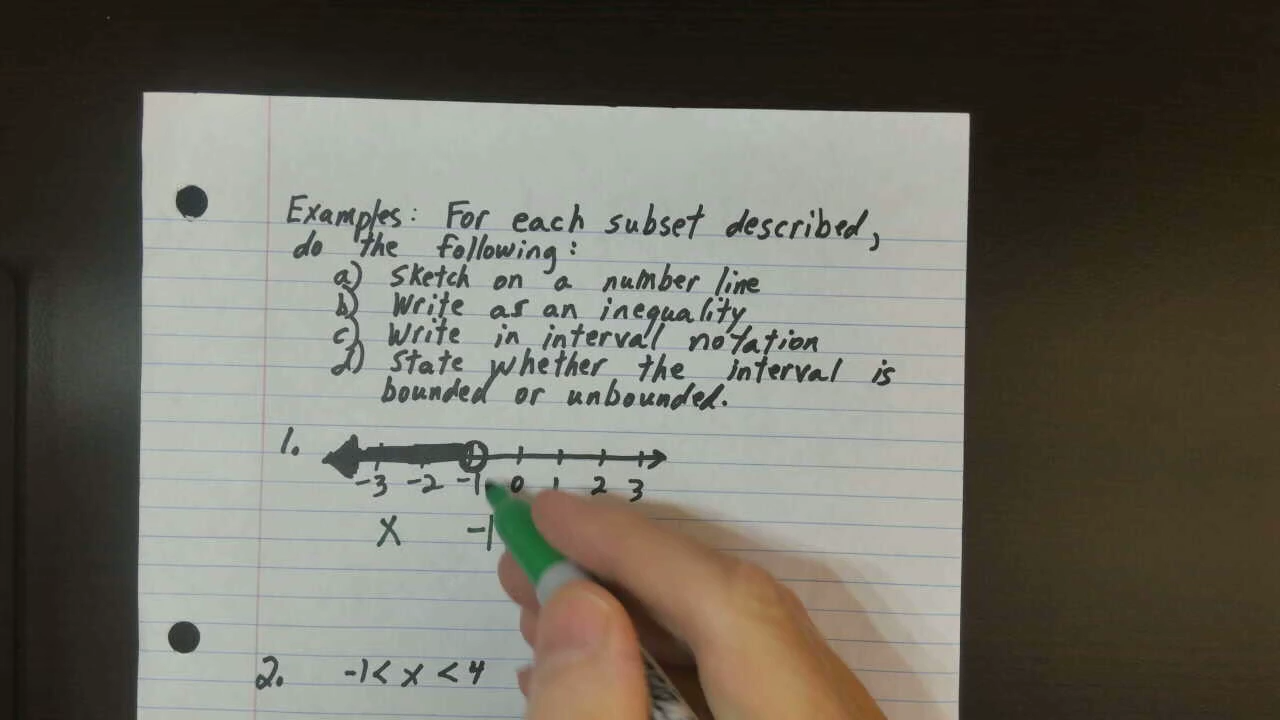 Examples: For each subset described,
do the following:
a) Sketch on a number line
b) Write as an inequality
c) Write in interval notation
d) State whether the interval is
bounded or unbounded.
1.
-3 -2 -1 0 1 2 3
X -1
2. -1 < x < 4